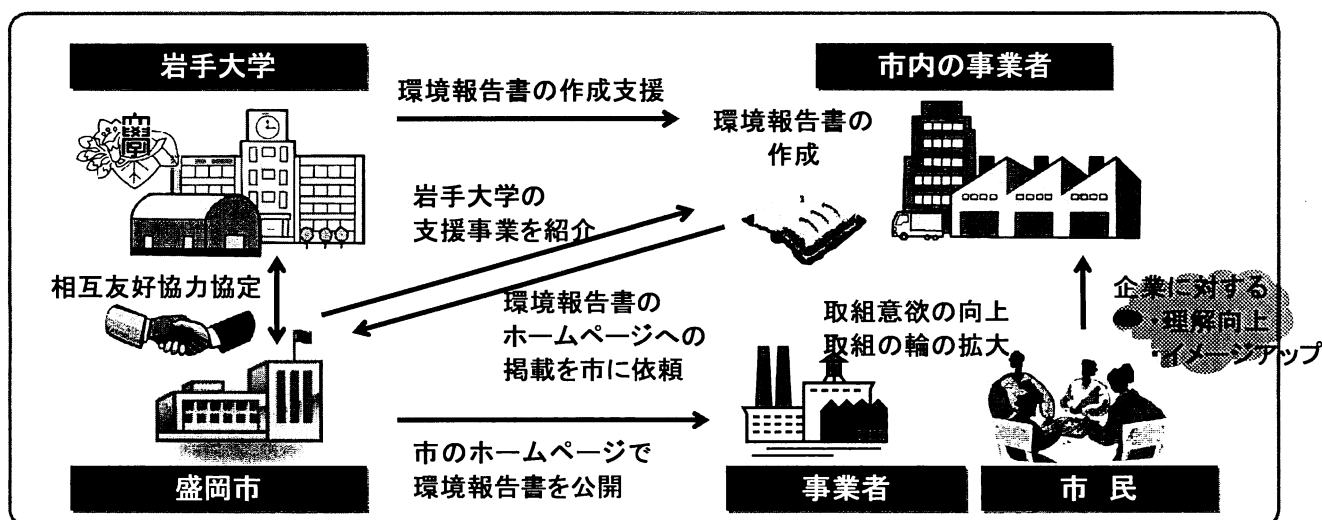 岩手大学
市内の事業者
環境報告書の作成支援
環境報告書の
作成
岩手大学の
支援事業を紹介
相互友好協力協定
環境報告書の
ホームページへの
掲載を市に依頼
取組意欲の向上
取組の輪の拡大
企業に対する
・理解向上
・イメージアップ
市のホームページで
環境報告書を公開
盛岡市
事業者
市 民